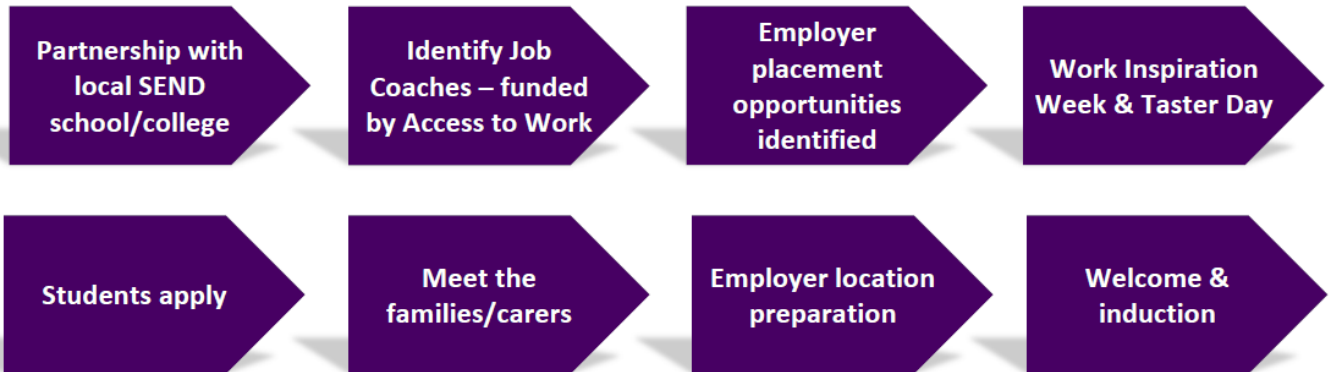 Partnership with
local SEND
school/college
Identify Job
Coaches – funded
by Access to Work
Employer
placement
opportunities
identified
Work Inspiration
Week & Taster Day
Students apply
Meet the
families/carers
Employer location
preparation
Welcome &
induction